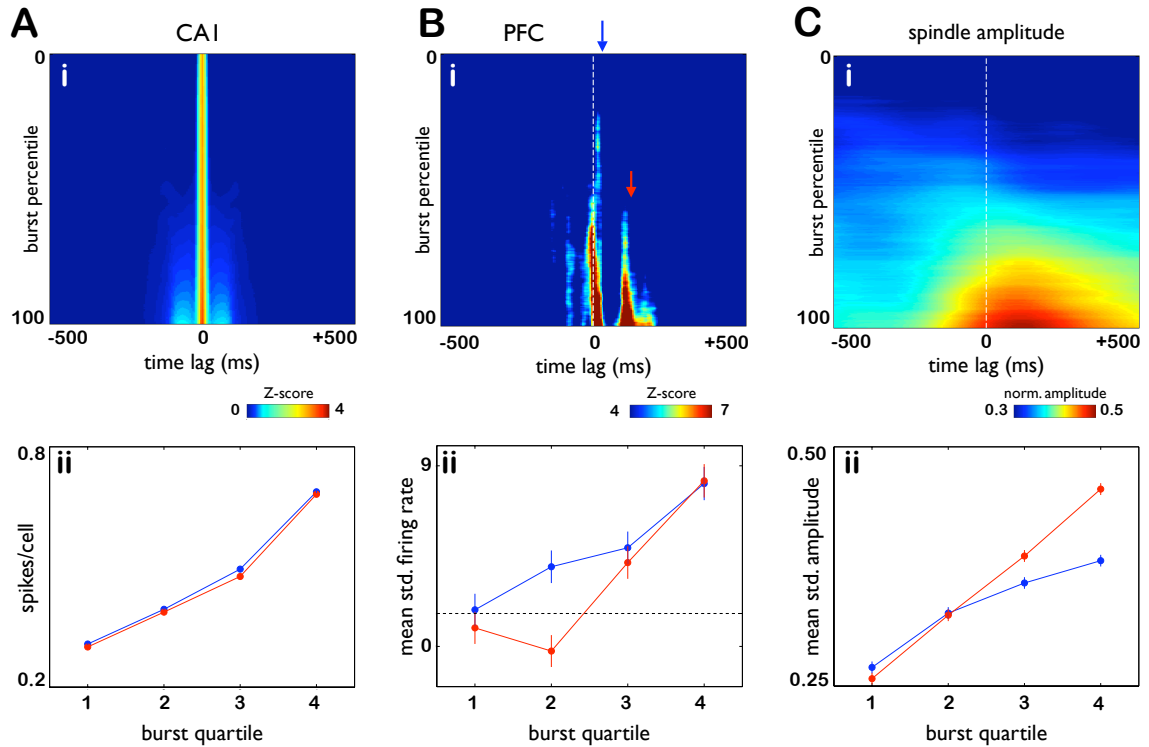 A
CA1
i
0
burst percentile
100
-500
0
+500
time lag (ms)
Z-score
0
4
ii
0.8
spikes/cell
0.2
1
2
3
4
burst quartile
B
PFC
i
0
burst percentile
100
-500
0
+500
time lag (ms)
Z-score
4
7
ii
9
mean std. firing rate
0
1
2
3
4
burst quartile
C
spindle amplitude
i
0
burst percentile
100
-500
0
+500
time lag (ms)
norm. amplitude
0.3
0.5
ii
0.50
mean std. amplitude
0.25
1
2
3
4
burst quartile